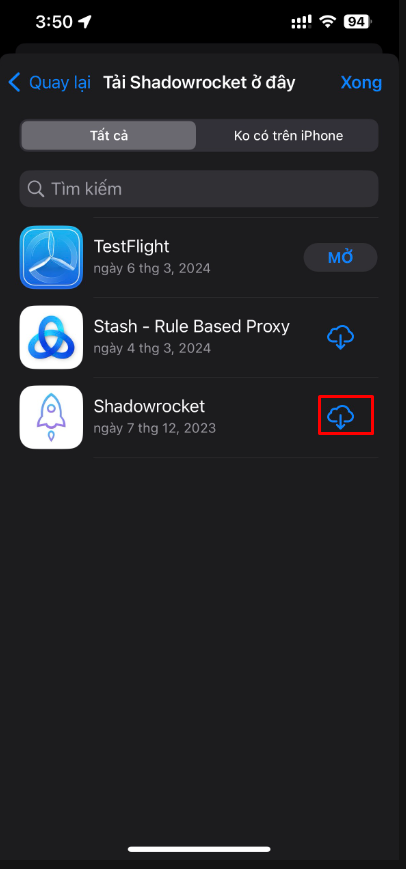 3:50
94
Quay lại
Tải Shadowrocket ở đây
Xong
Tất cả
Ko có trên iPhone
Tìm kiếm
TestFlight
ngày 6 thg 3, 2024
MỞ
Stash - Rule Based Proxy
ngày 4 thg 3, 2024
Shadowrocket
ngày 7 thg 12, 2023